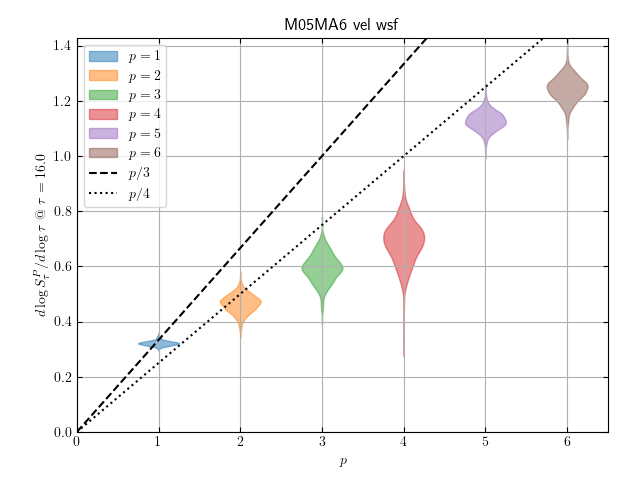 M05MA6 vel wsf
1.4
1.2
1.0
0.8
0.6
0.4
0.2
0.0
p = 1
p = 2
p = 3
p = 4
p = 5
p = 6
p/3
p/4
d log S_τ^P / d log τ @ τ = 16.0
0 1 2 3 4 5 6
p